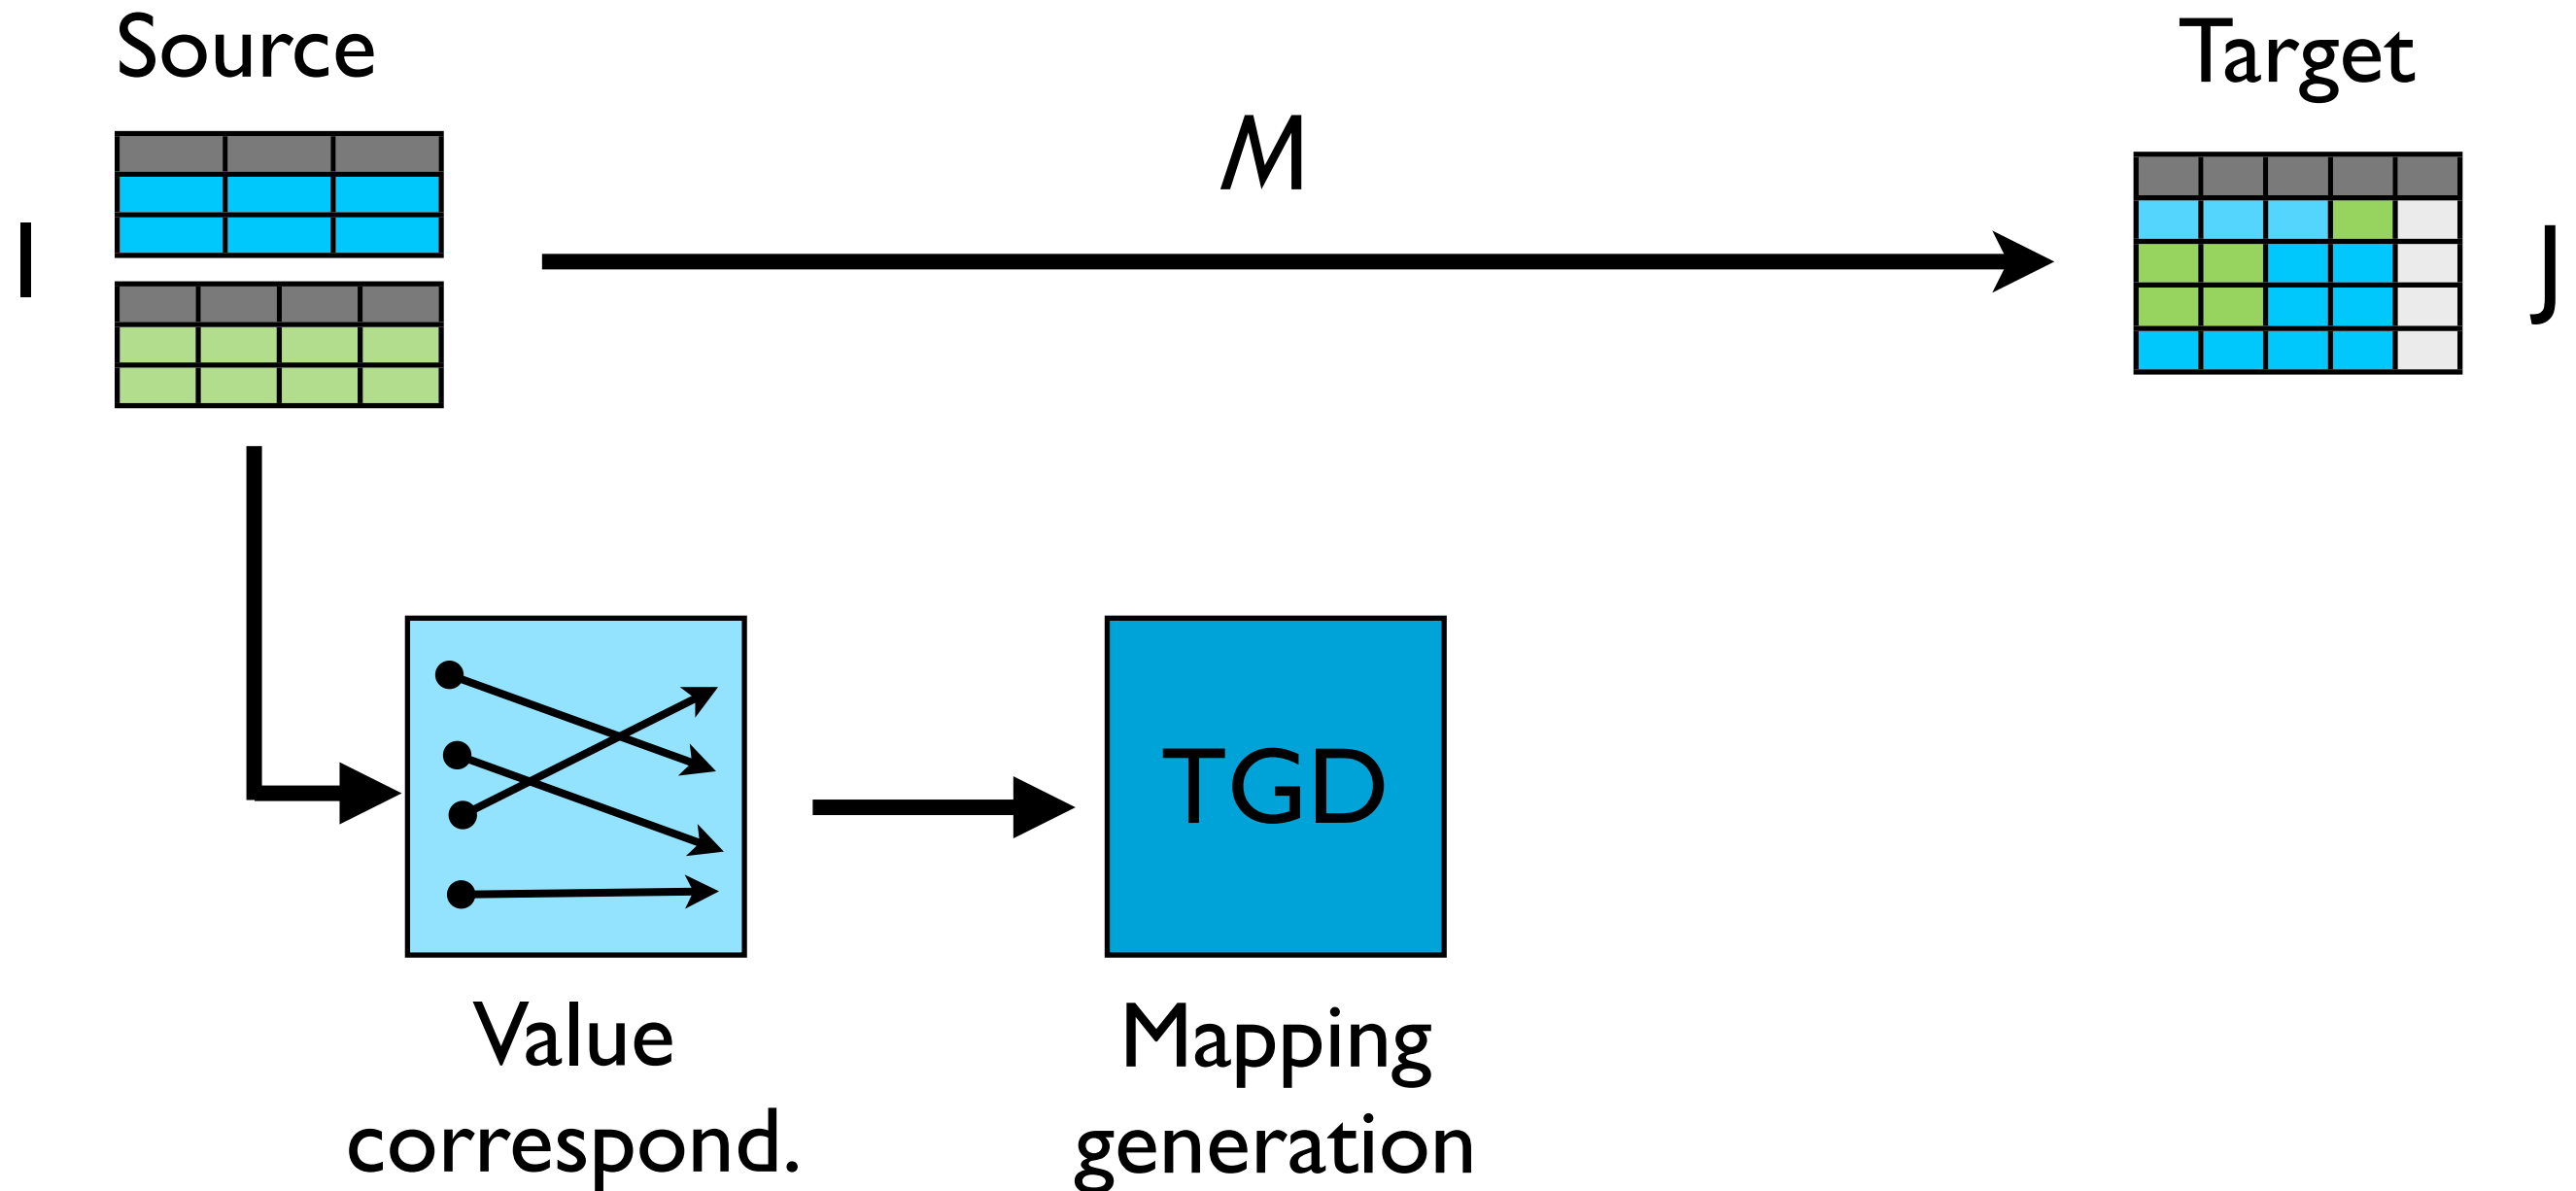 Source
Target
M
I
J
TGD
Value
correspond.
Mapping
generation